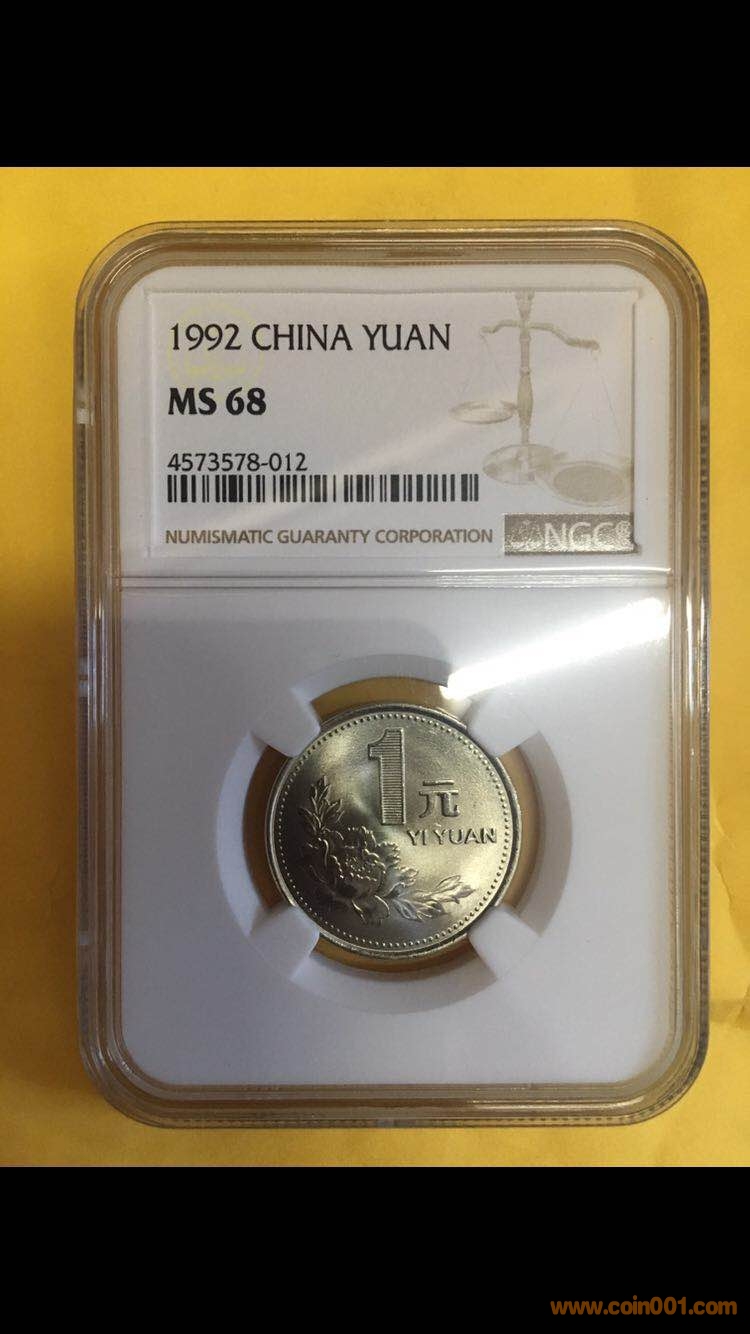 1992 CHINA YUAN
MS 68
4573578-012
NUMISMATIC GUARANTY CORPORATION
NGC
1元
YI YUAN
www.coin001.com